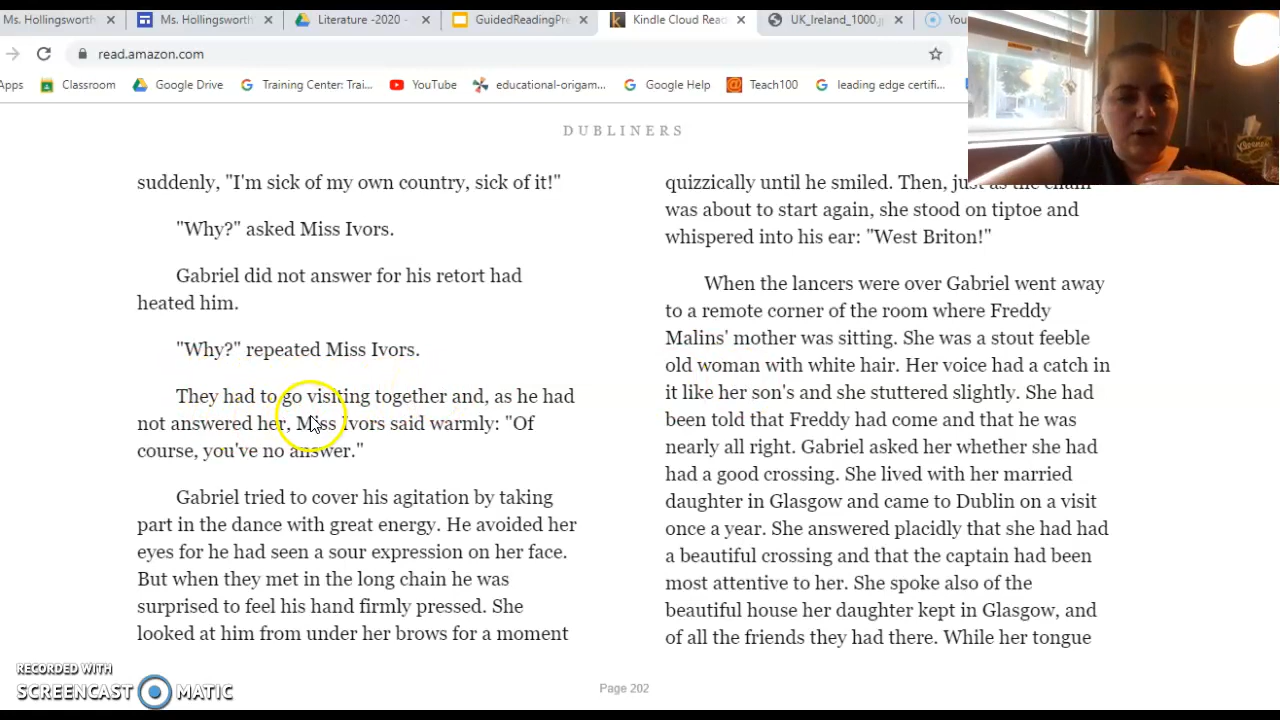 Ms. Hollingsworth
Ms. Hollingsworth
Literature -2020 -
GuidedReadingPre
Kindle Cloud Rea
UK_Ireland_1000.j
You
read.amazon.com
Apps
Classroom
Google Drive
Training Center: Trai...
YouTube
educational-origam...
Google Help
Teach100
leading edge certifi...
DUBLINERS
suddenly, "I'm sick of my own country, sick of it!"
"Why?" asked Miss Ivors.
Gabriel did not answer for his retort had
heated him.
"Why?" repeated Miss Ivors.
They had to go visiting together and, as he had
not answered her, Miss Ivors said warmly: "Of
course, you've no answer."
Gabriel tried to cover his agitation by taking
part in the dance with great energy. He avoided her
eyes for he had seen a sour expression on her face.
But when they met in the long chain he was
surprised to feel his hand firmly pressed. She
looked at him from under her brows for a moment
quizzically until he smiled. Then, just as the chain
was about to start again, she stood on tiptoe and
whispered into his ear: "West Briton!"
When the lancers were over Gabriel went away
to a remote corner of the room where Freddy
Malins' mother was sitting. She was a stout feeble
old woman with white hair. Her voice had a catch in
it like her son's and she stuttered slightly. She had
been told that Freddy had come and that he was
nearly all right. Gabriel asked her whether she had
had a good crossing. She lived with her married
daughter in Glasgow and came to Dublin on a visit
once a year. She answered placidly that she had had
a beautiful crossing and that the captain had been
most attentive to her. She spoke also of the
beautiful house her daughter kept in Glasgow, and
of all the friends they had there. While her tongue
Page 202
RECORDED WITH
SCREENCAST MATIC